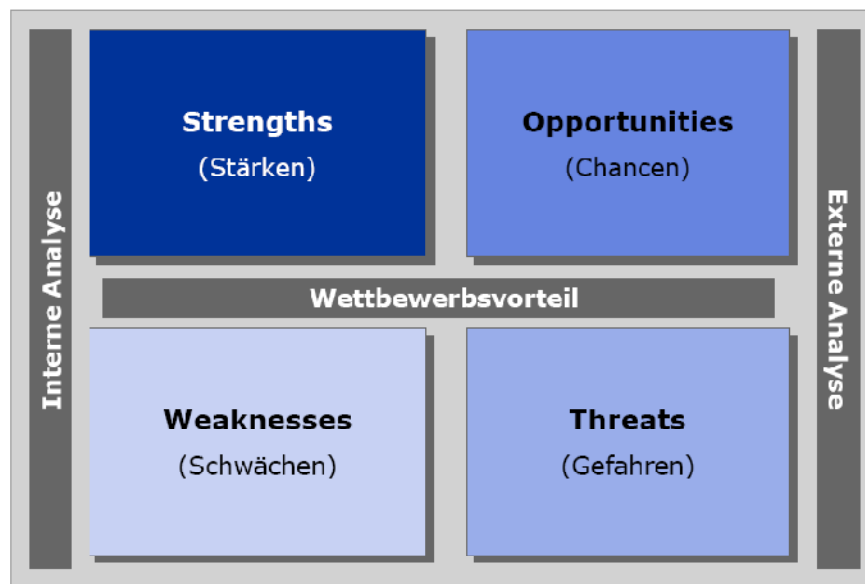 Interne Analyse
Strengths
(Stärken)
Opportunities
(Chancen)
Wettbewerbsvorteil
Weaknesses
(Schwächen)
Threats
(Gefahren)
Externe Analyse